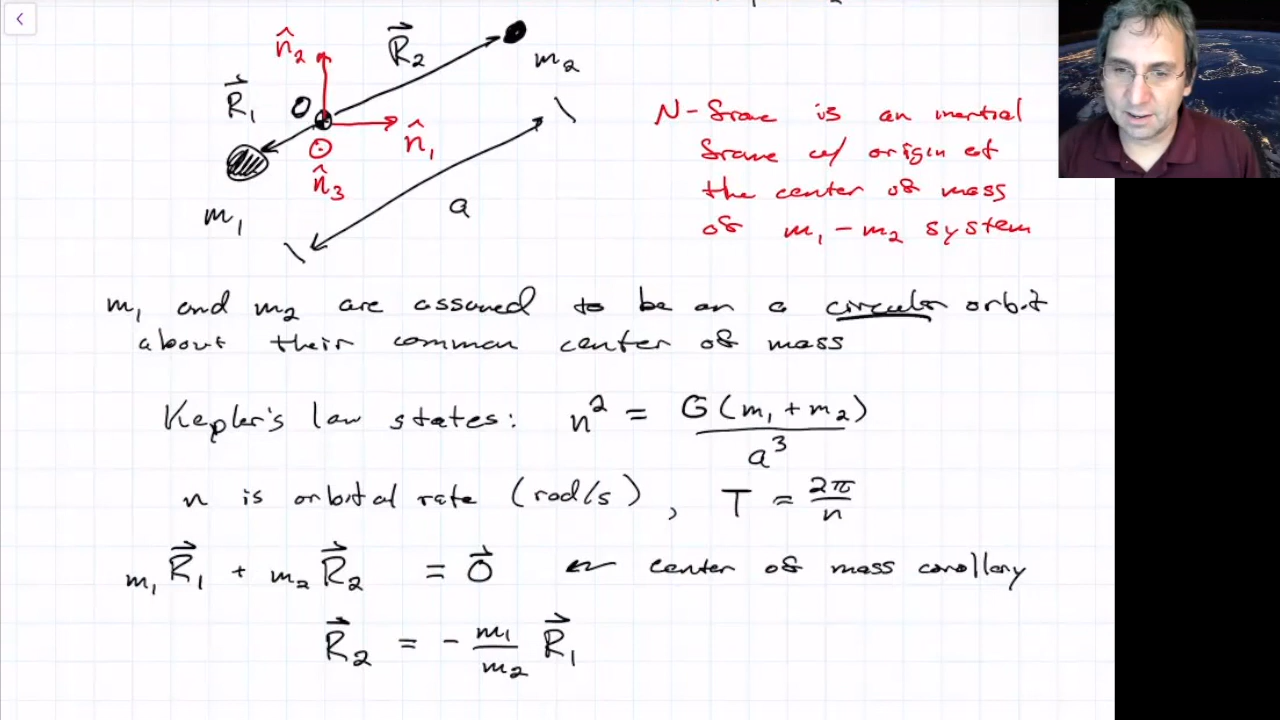 n̂₂
R⃗₂
m₂
R⃗₁
O
n̂₁
n̂₃
m₁
a
N-frame is an inertial
frame w/ origin at
the center of mass
of m₁-m₂ system
m₁ and m₂ are assumed to be on a circular orbit
about their common center of mass
Kepler's law states: n² = G(m₁+m₂)/a³
n is orbital rate (rad/s), T = 2π/n
m₁R⃗₁ + m₂R⃗₂ = 0⃗ ← center of mass corollary
R⃗₂ = - m₁/m₂ R⃗₁